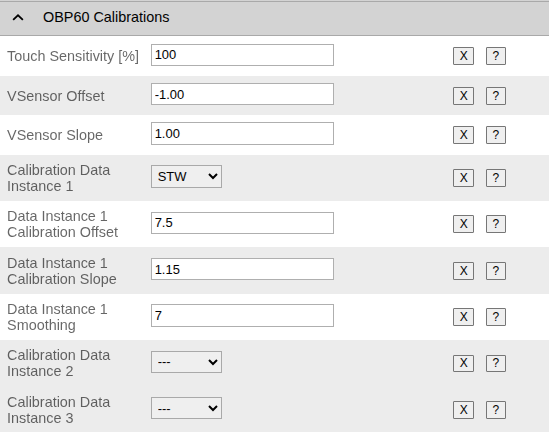 OBP60 Calibrations
Touch Sensitivity [%] 100 X ?
VSensor Offset -1.00 X ?
VSensor Slope 1.00 X ?
Calibration Data
Instance 1 STW X ?
Data Instance 1
Calibration Offset 7.5 X ?
Data Instance 1
Calibration Slope 1.15 X ?
Data Instance 1
Smoothing 7 X ?
Calibration Data
Instance 2 --- X ?
Calibration Data
Instance 3 --- X ?